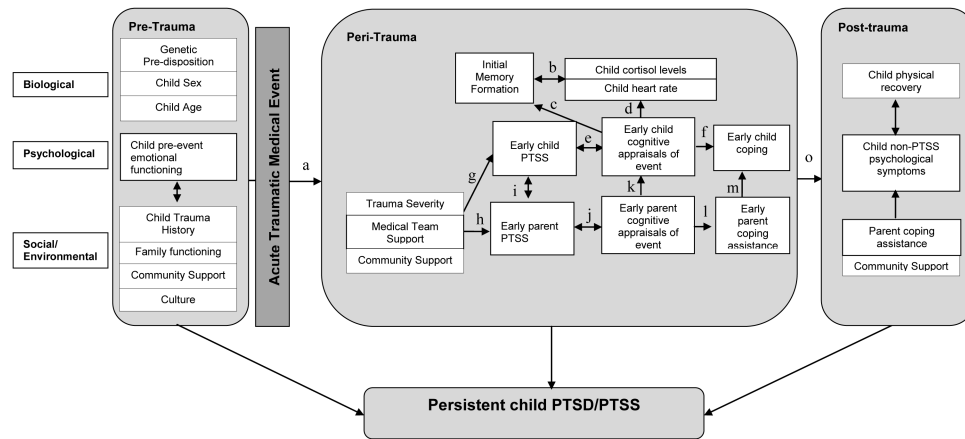 Pre-Trauma
Genetic
Pre-disposition
Child Sex
Child Age
Biological
Child pre-event
emotional
functioning
Psychological
Child Trauma
History
Family functioning
Community Support
Culture
Social/
Environmental
Acute Traumatic Medical Event
a
Peri-Trauma
Initial
Memory
Formation
b
Child cortisol levels
Child heart rate
c
d
Early child
PTSS
e
Early child
cognitive
appraisals of
event
f
Early child
coping
g
i
k
m
Trauma Severity
Medical Team
Support
Community Support
h
Early parent
PTSS
j
Early parent
cognitive
appraisals of
event
l
Early parent
coping
assistance
o
Post-trauma
Child physical
recovery
Child non-PTSS
psychological
symptoms
Parent coping
assistance
Community Support
Persistent child PTSD/PTSS